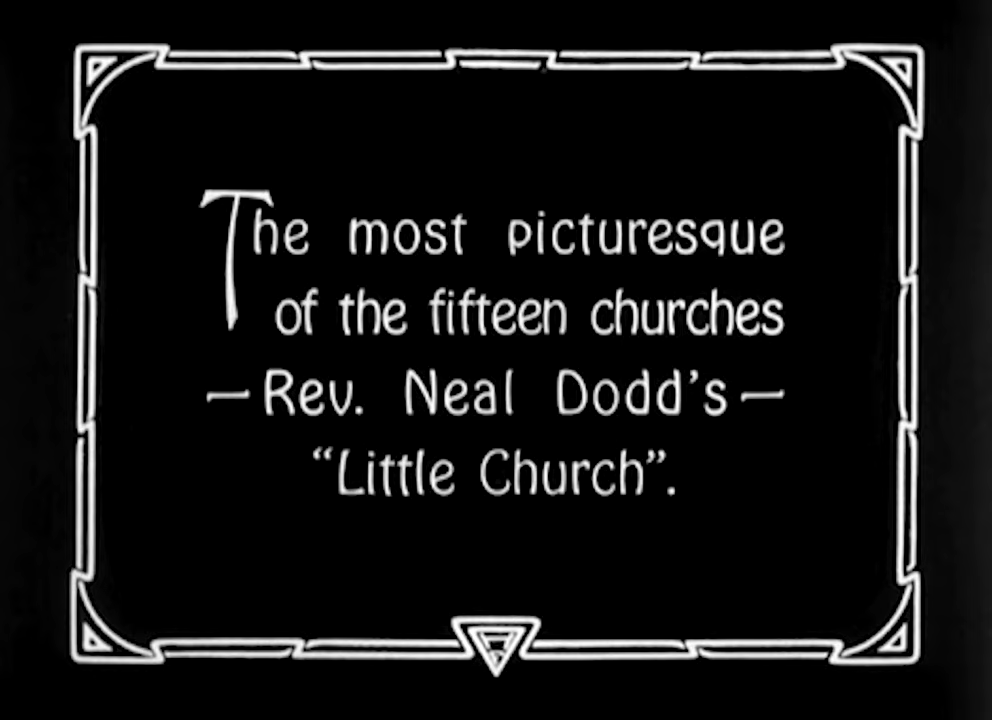 The most picturesque
of the fifteen churches
— Rev. Neal Dodd's —
“Little Church”.